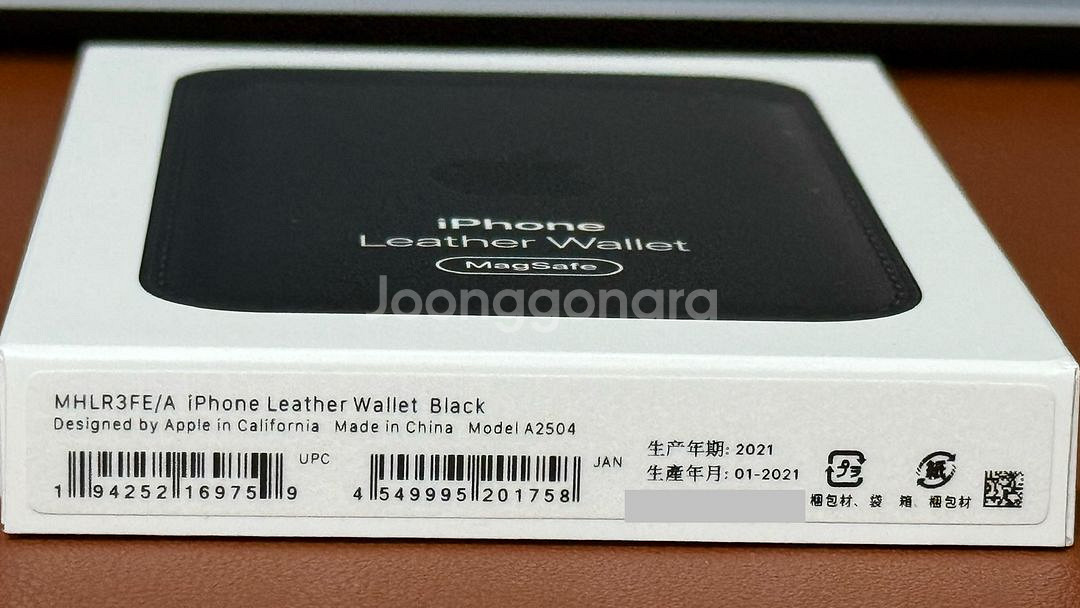 iPhone
Leather Wallet
MagSafe
Joonggonara
MHLR3FE/A iPhone Leather Wallet Black
Designed by Apple in California Made in China Model A2504
UPC
1 94252 16975 9
JAN
4 549995 201758
生产年期: 2021
生產年月: 01-2021
プラ
梱包材、袋
紙
箱、梱包材